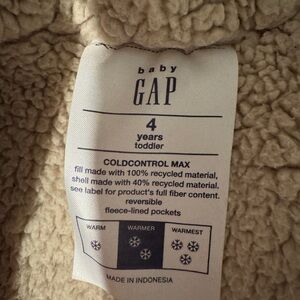 baby
GAP
4
years
toddler
COLDCONTROL MAX
fill made with 100% recycled material,
shell made with 40% recycled material.
see label for product's full fiber content.
reversible
fleece-lined pockets
WARM WARMER WARMEST
MADE IN INDONESIA